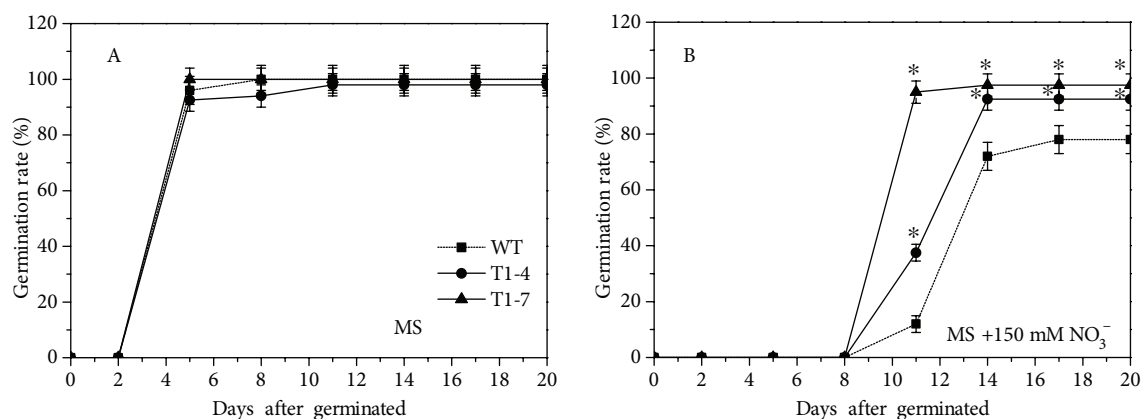 A
Germination rate (%)
120
100
80
60
40
20
0
WT
T1-4
T1-7
MS
0 2 4 6 8 10 12 14 16 18 20
Days after germinated
B
Germination rate (%)
120
100
80
60
40
20
0
* * * *
* * *
*
MS +150 mM NO₃⁻
0 2 4 6 8 10 12 14 16 18 20
Days after germinated